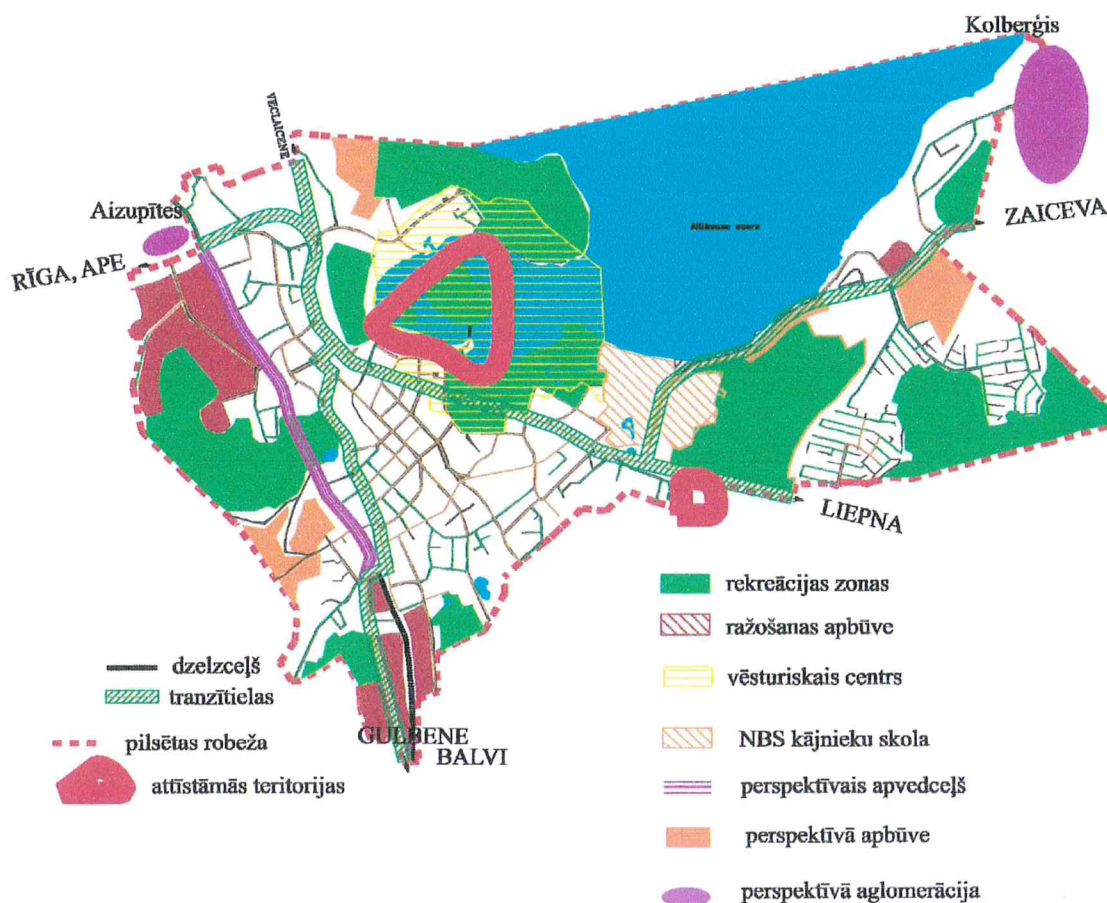 Kolberģis
VECLAICENE
Aizupītes
ZAICEVA
RĪGA, APE
LIEPNA
rekreācijas zonas
ražošanas apbūve
dzelzceļš
vēsturiskais centrs
tranzītielas
GULBENE
NBS kājnieku skola
pilsētas robeža
BALVI
attīstāmās teritorijas
perspektīvais apvedceļš
perspektīvā apbūve
perspektīvā aglomerācija